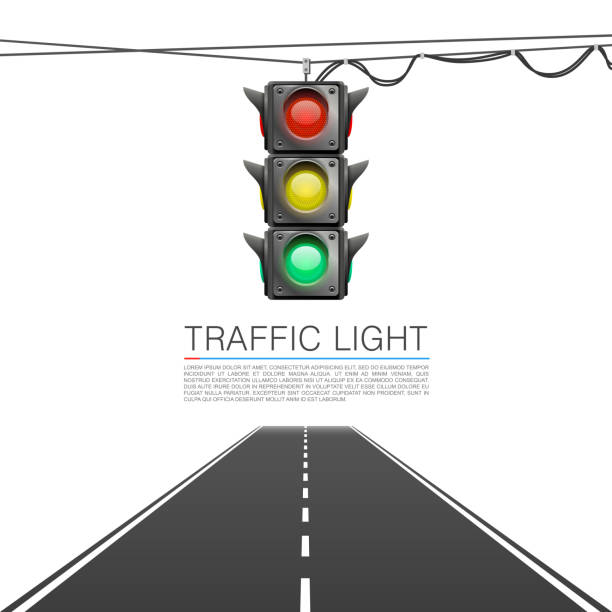 TRAFFIC LIGHT
LOREM IPSUM DOLOR SIT AMET, CONSECTETUR ADIPISICING ELIT, SED DO EIUSMOD
TEMPOR INCIDIDUNT UT LABORE ET DOLORE MAGNA ALIQUA. UT ENIM AD MINIM VENIAM, QUIS
NOSTRUD EXERCITATION ULLAMCO LABORIS NISI UT ALIQUIP EX EA COMMODO CONSEQUAT.
DUIS AUTE IRURE DOLOR IN REPREHENDERIT IN VOLUPTATE VELIT ESSE CILLUM DOLORE EU
FUGIAT NULLA PARIATUR. EXCEPTEUR SINT OCCAECAT CUPIDATAT NON PROIDENT, SUNT
IN CULPA QUI OFFICIA DESERUNT MOLLIT ANIM ID EST LABORUM.